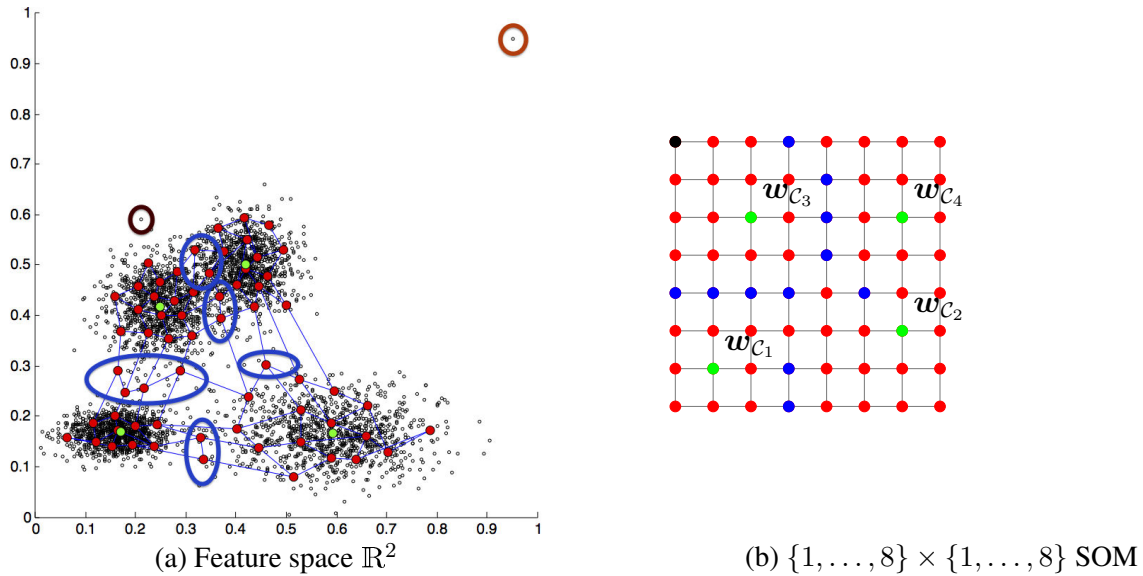 1
0.9
0.8
0.7
0.6
0.5
0.4
0.3
0.2
0.1
0
0 0.1 0.2 0.3 0.4 0.5 0.6 0.7 0.8 0.9 1
(a) Feature space ℝ²
w_{C₃} w_{C₄}
w_{C₂}
w_{C₁}
(b) {1, . . . , 8} × {1, . . . , 8} SOM